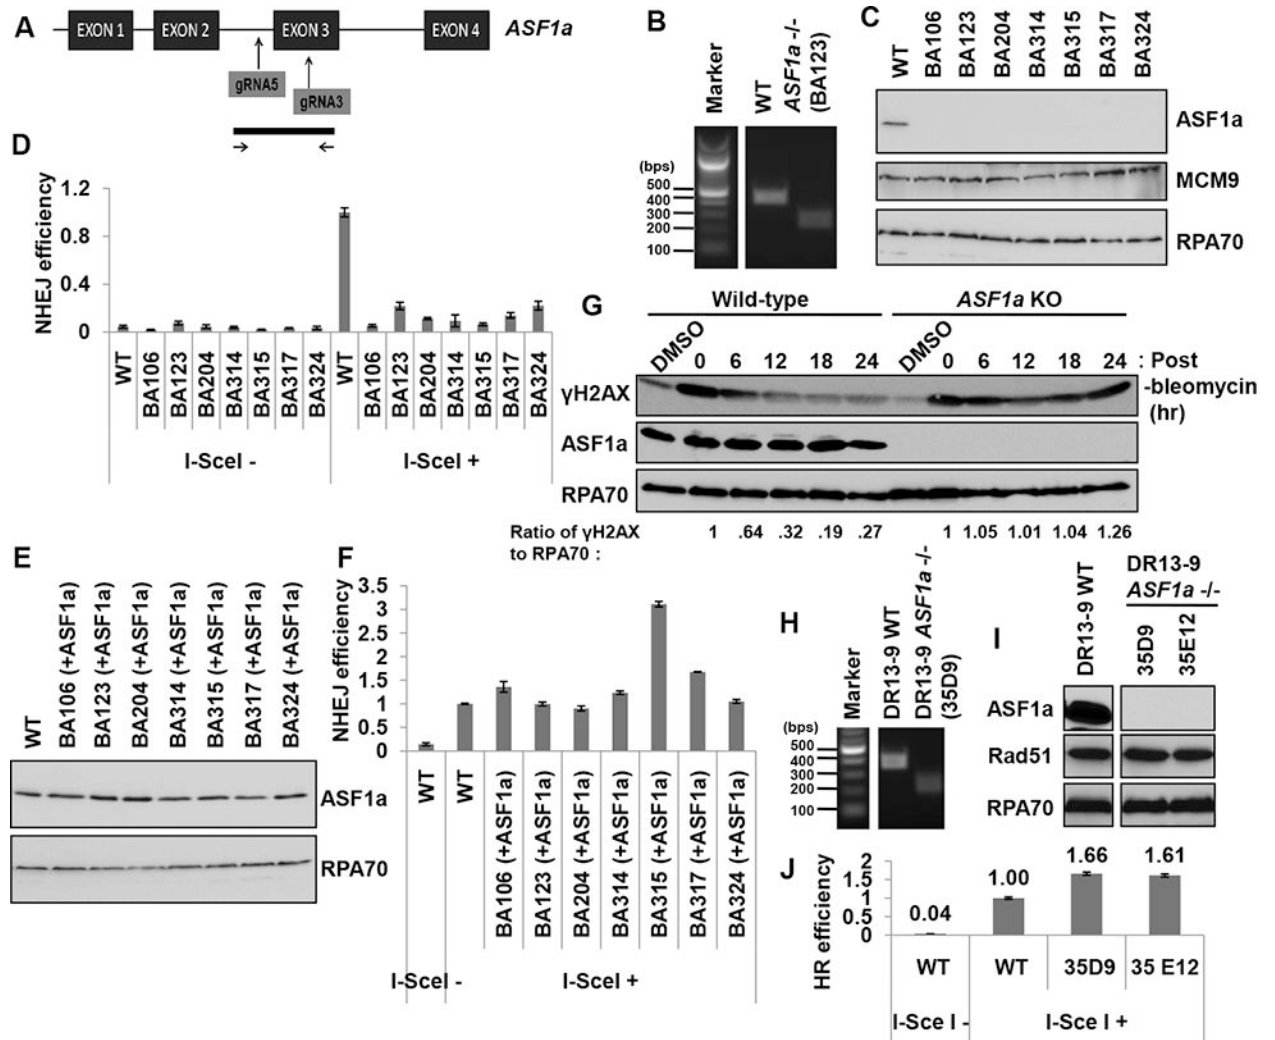 A
EXON 1
EXON 2
EXON 3
EXON 4
ASF1a
gRNA5
gRNA3
B
Marker
WT
ASF1a -/-
(BA123)
(bps)
500
400
300
200
100
C
WT
BA106
BA123
BA204
BA314
BA315
BA317
BA324
ASF1a
MCM9
RPA70
D
NHEJ efficiency
1.2
0.8
0.4
0
WT
BA106
BA123
BA204
BA314
BA315
BA317
BA324
WT
BA106
BA123
BA204
BA314
BA315
BA317
BA324
I-SceI -
I-SceI +
G
Wild-type
ASF1a KO
DMSO 0 6 12 18 24 DMSO 0 6 12 18 24 : Post
-bleomycin
(hr)
γH2AX
ASF1a
RPA70
Ratio of γH2AX
to RPA70 :
1 .64 .32 .19 .27 1 1.05 1.01 1.04 1.26
E
WT
BA106 (+ASF1a)
BA123 (+ASF1a)
BA204 (+ASF1a)
BA314 (+ASF1a)
BA315 (+ASF1a)
BA317 (+ASF1a)
BA324 (+ASF1a)
ASF1a
RPA70
F
NHEJ efficiency
3.5
3
2.5
2
1.5
1
0.5
0
WT
WT
BA106 (+ASF1a)
BA123 (+ASF1a)
BA204 (+ASF1a)
BA314 (+ASF1a)
BA315 (+ASF1a)
BA317 (+ASF1a)
BA324 (+ASF1a)
I-SceI -
I-SceI +
H
Marker
DR13-9 WT
DR13-9 ASF1a -/-
(35D9)
(bps)
500
400
300
200
100
I
DR13-9 WT
DR13-9
ASF1a -/-
35D9
35E12
ASF1a
Rad51
RPA70
J
HR efficiency
2
1.5
1
0.5
0
0.04
1.00
1.66
1.61
WT
WT
35D9
35 E12
I-Sce I -
I-Sce I +